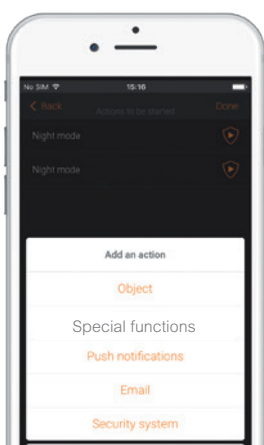 No SIM 15:16
Back Actions to be started Done
Night mode
Night mode
Add an action
Object
Special functions
Push notifications
Email
Security system